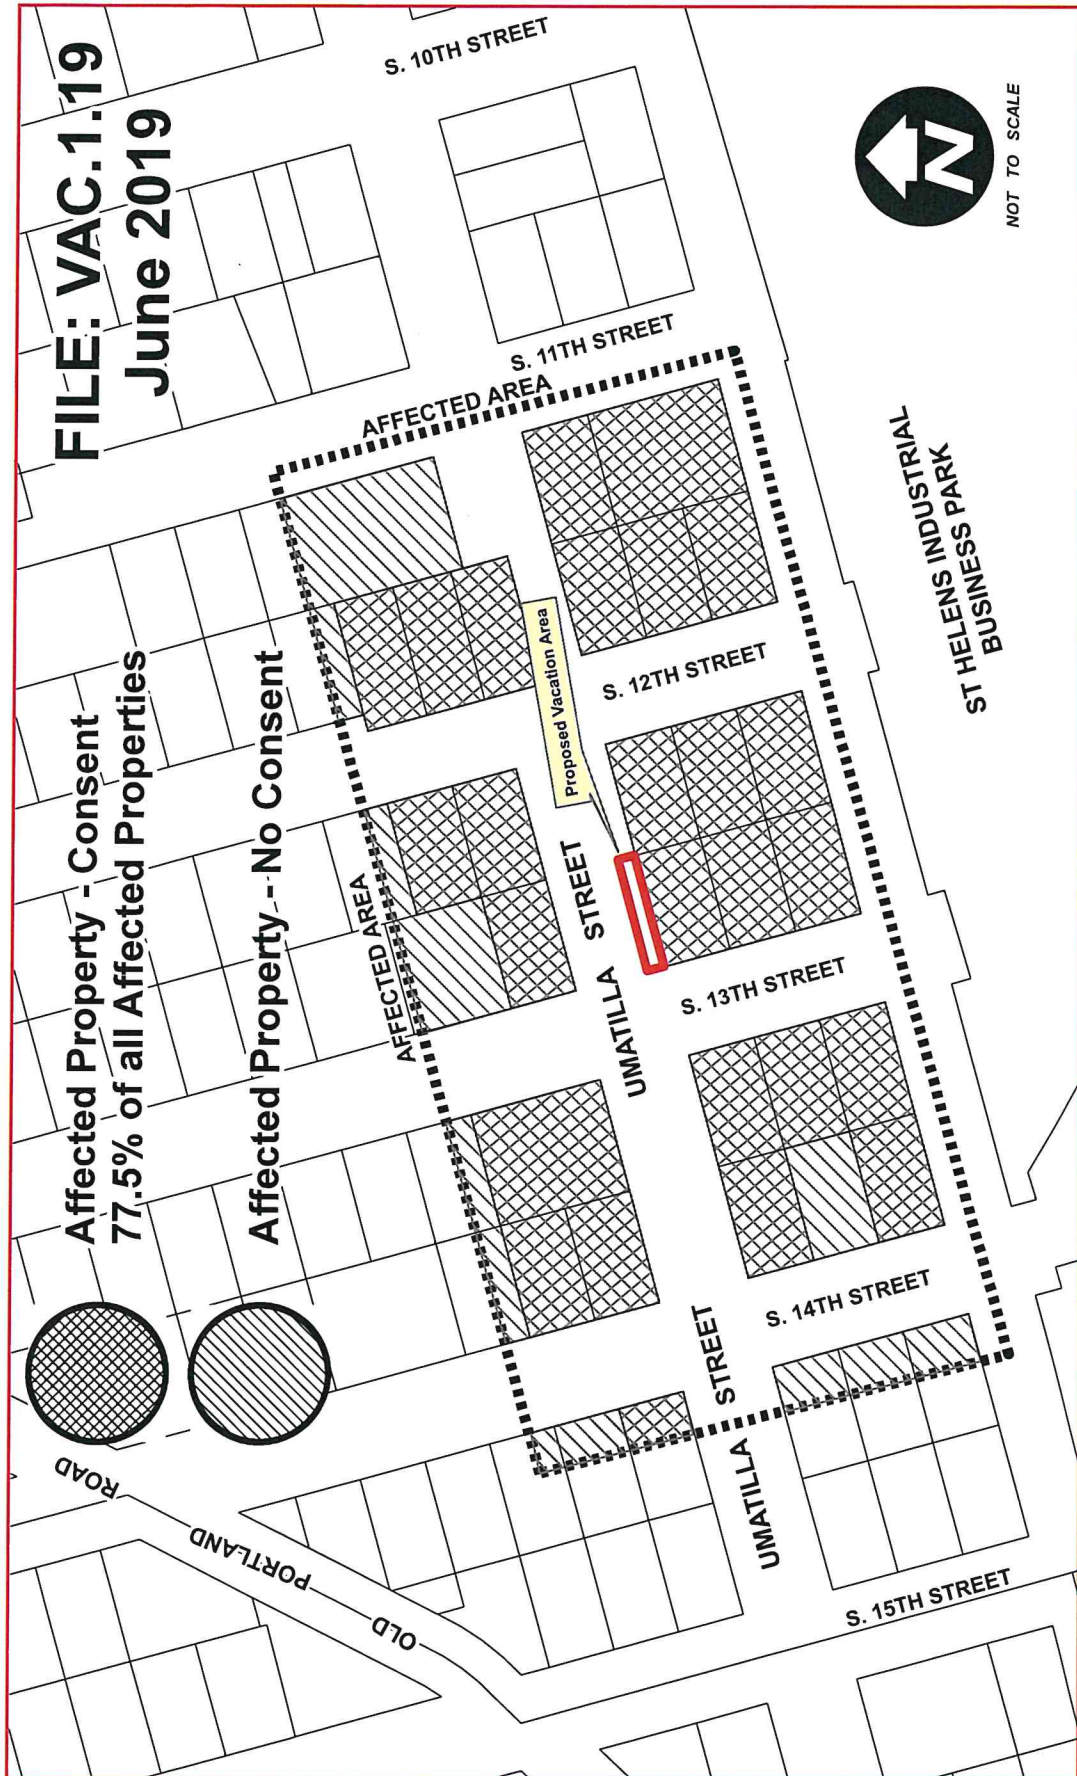 FILE: VAC.1.19
June 2019
Affected Property - Consent
77.5% of all Affected Properties
Affected Property - No Consent
S. 10TH STREET
S. 11TH STREET
AFFECTED AREA
AFFECTED AREA
Proposed Vacation Area
S. 12TH STREET
UMATILLA STREET
S. 13TH STREET
S. 14TH STREET
UMATILLA STREET
S. 15TH STREET
OLD PORTLAND ROAD
ST HELENS INDUSTRIAL
BUSINESS PARK
N
NOT TO SCALE